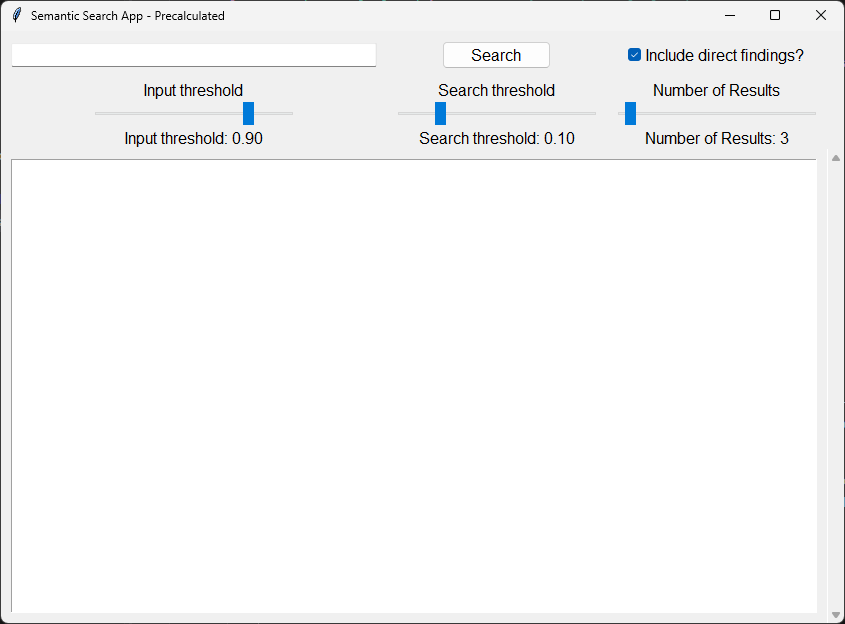 Semantic Search App - Precalculated
Search
Include direct findings?
Input threshold
Search threshold
Number of Results
Input threshold: 0.90
Search threshold: 0.10
Number of Results: 3